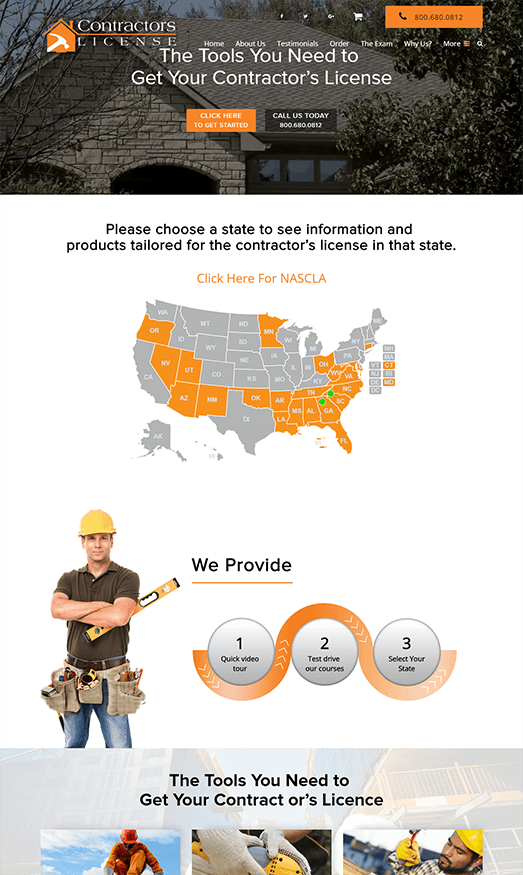 Contractors
LICENSE
800.680.0812
Home About Us Testimonials Order The Exam Why Us? More
The Tools You Need to
Get Your Contractor's License
CLICK HERE
TO GET STARTED
CALL US TODAY
800.680.0812
Please choose a state to see information and
products tailored for the contractor's license in that state.
Click Here For NASCLA
WA
MT
ND
MN
ME
OR
ID
SD
WI
MI
NY
WY
NE
IA
PA
NH
MA
NV
UT
CO
KS
MO
IL
IN
OH
WV
VA
KY
VT
CT
NJ
RI
DE
MD
DC
CA
AZ
NM
OK
AR
TN
NC
SC
TX
LA
MS
AL
GA
FL
AK
We Provide
1
Quick video
tour
2
Test drive
our courses
3
Select Your
State
The Tools You Need to
Get Your Contract or's Licence